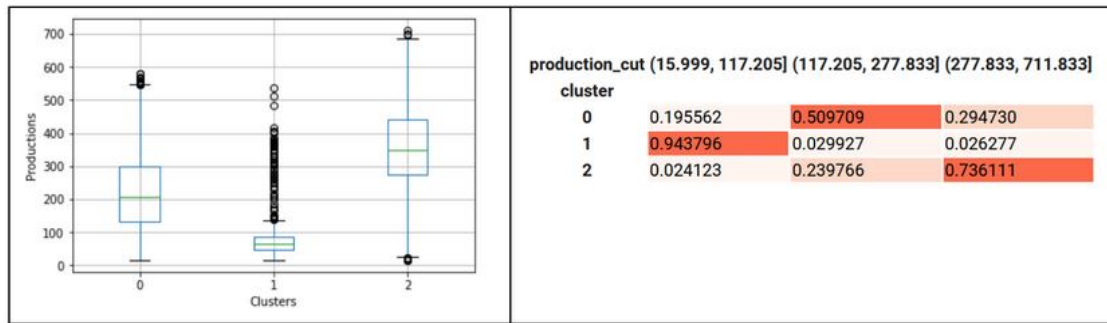 700
600
500
400
300
200
100
0
Productions
0 1 2
Clusters
production_cut (15.999, 117.205] (117.205, 277.833] (277.833, 711.833]
cluster
0 0.195562 0.509709 0.294730
1 0.943796 0.029927 0.026277
2 0.024123 0.239766 0.736111